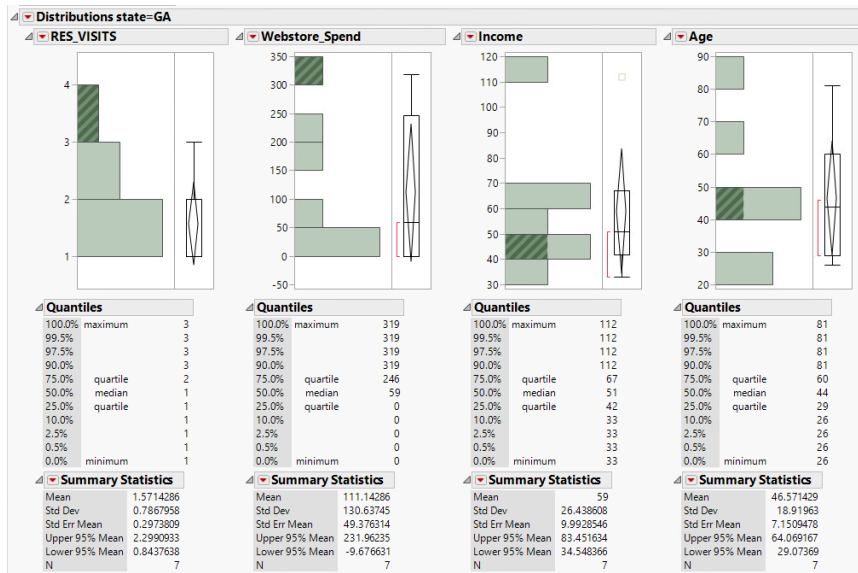 Distributions state=GA
RES_VISITS
4
3
2
1
Quantiles
100.0% maximum 3
99.5% 3
97.5% 3
90.0% 3
75.0% quartile 2
50.0% median 1
25.0% quartile 1
10.0% 1
2.5% 1
0.5% 1
0.0% minimum 1
Summary Statistics
Mean 1.5714286
Std Dev 0.7867958
Std Err Mean 0.2973809
Upper 95% Mean 2.2990933
Lower 95% Mean 0.8437638
N 7
Webstore_Spend
350
300
250
200
150
100
50
0
-50
Quantiles
100.0% maximum 319
99.5% 319
97.5% 319
90.0% 319
75.0% quartile 246
50.0% median 59
25.0% quartile 0
10.0% 0
2.5% 0
0.5% 0
0.0% minimum 0
Summary Statistics
Mean 111.14286
Std Dev 130.63745
Std Err Mean 49.376314
Upper 95% Mean 231.96235
Lower 95% Mean -9.676631
N 7
Income
120
110
100
90
80
70
60
50
40
30
Quantiles
100.0% maximum 112
99.5% 112
97.5% 112
90.0% 112
75.0% quartile 67
50.0% median 51
25.0% quartile 42
10.0% 33
2.5% 33
0.5% 33
0.0% minimum 33
Summary Statistics
Mean 59
Std Dev 26.438608
Std Err Mean 9.9928546
Upper 95% Mean 83.451634
Lower 95% Mean 34.548366
N 7
Age
90
80
70
60
50
40
30
20
Quantiles
100.0% maximum 81
99.5% 81
97.5% 81
90.0% 81
75.0% quartile 60
50.0% median 44
25.0% quartile 29
10.0% 26
2.5% 26
0.5% 26
0.0% minimum 26
Summary Statistics
Mean 46.571429
Std Dev 18.91963
Std Err Mean 7.1509478
Upper 95% Mean 64.069167
Lower 95% Mean 29.07369
N 7